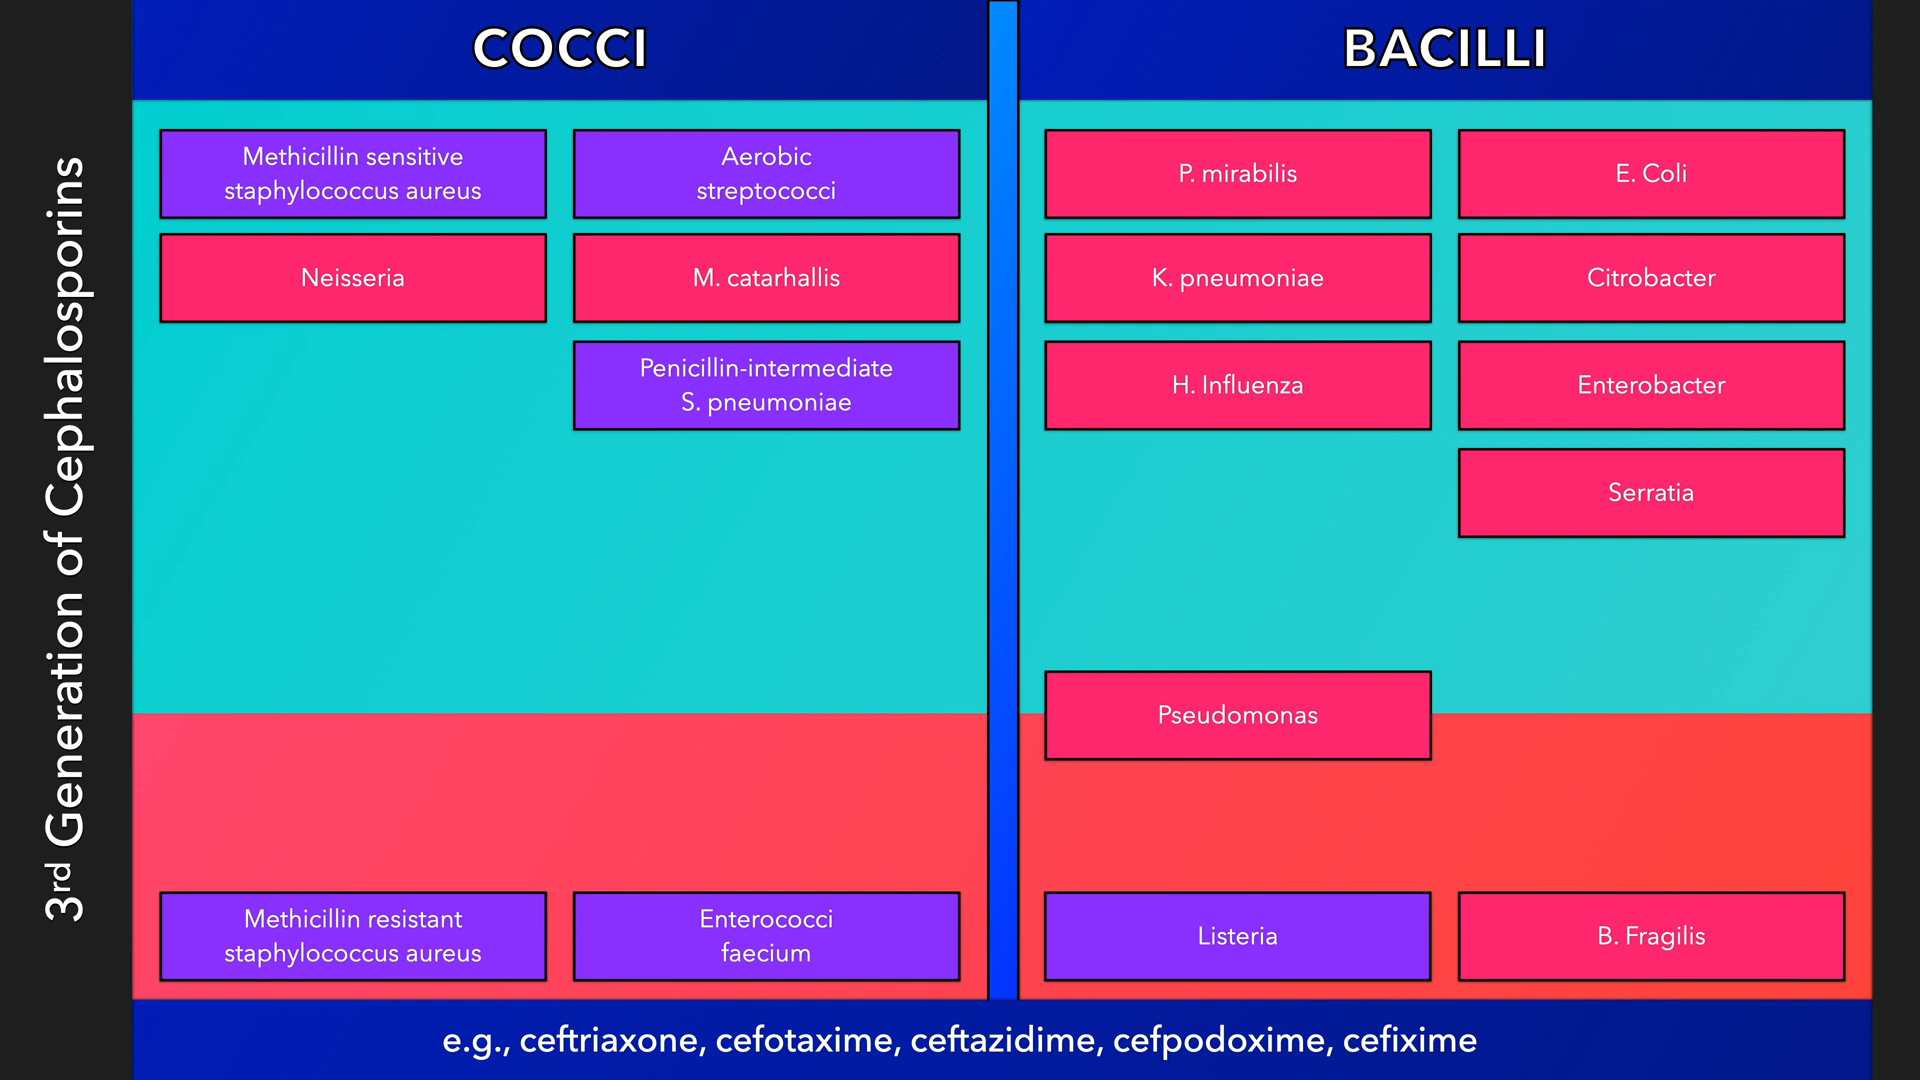 3rd Generation of Cephalosporins
COCCI
Methicillin sensitive
staphylococcus aureus
Aerobic
streptococci
Neisseria
M. catarhallis
Penicillin-intermediate
S. pneumoniae
Methicillin resistant
staphylococcus aureus
Enterococci
faecium
BACILLI
P. mirabilis
E. Coli
K. pneumoniae
Citrobacter
H. Influenza
Enterobacter
Serratia
Pseudomonas
Listeria
B. Fragilis
e.g., ceftriaxone, cefotaxime, ceftazidime, cefpodoxime, cefixime